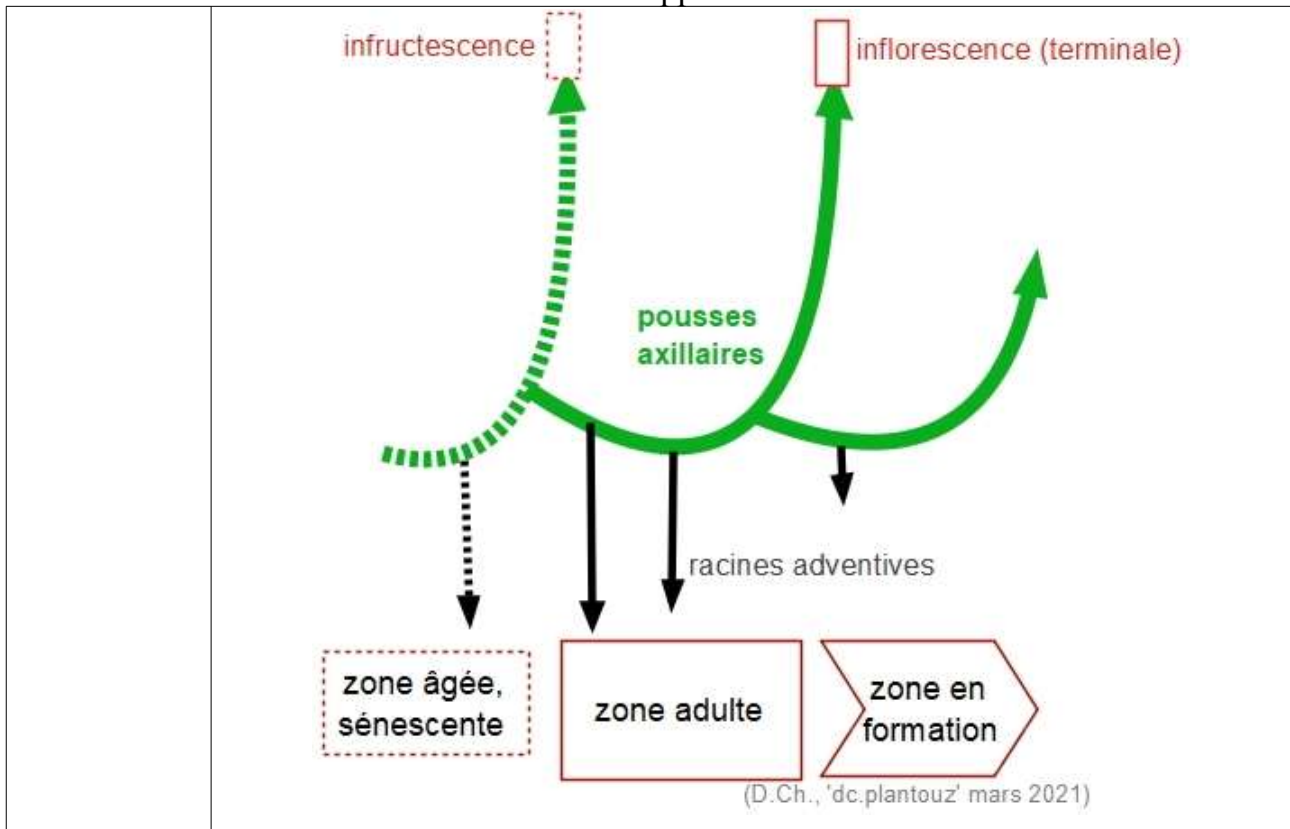 infructescence
inflorescence (terminale)
pousses
axillaires
racines adventives
zone âgée,
sénescente
zone adulte
zone en
formation
(D.Ch., 'dc.plantouz' mars 2021)